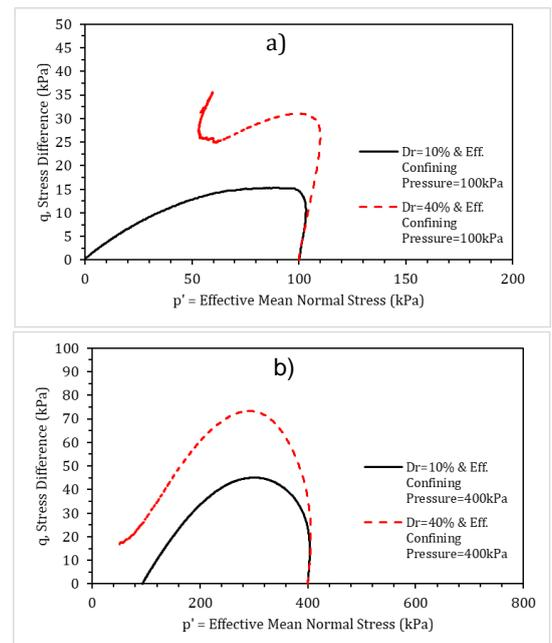 a)
50
45
40
35
30
25
20
15
10
5
0
q, Stress Difference (kPa)
Dr=10% & Eff.
Confining
Pressure=100kPa
Dr=40% & Eff.
Confining
Pressure=100kPa
0 50 100 150 200
p' = Effective Mean Normal Stress (kPa)
b)
100
90
80
70
60
50
40
30
20
10
0
q, Stress Difference (kPa)
Dr=10% & Eff.
Confining
Pressure=400kPa
Dr=40% & Eff.
Confining
Pressure=400kPa
0 200 400 600 800
p' = Effective Mean Normal Stress (kPa)